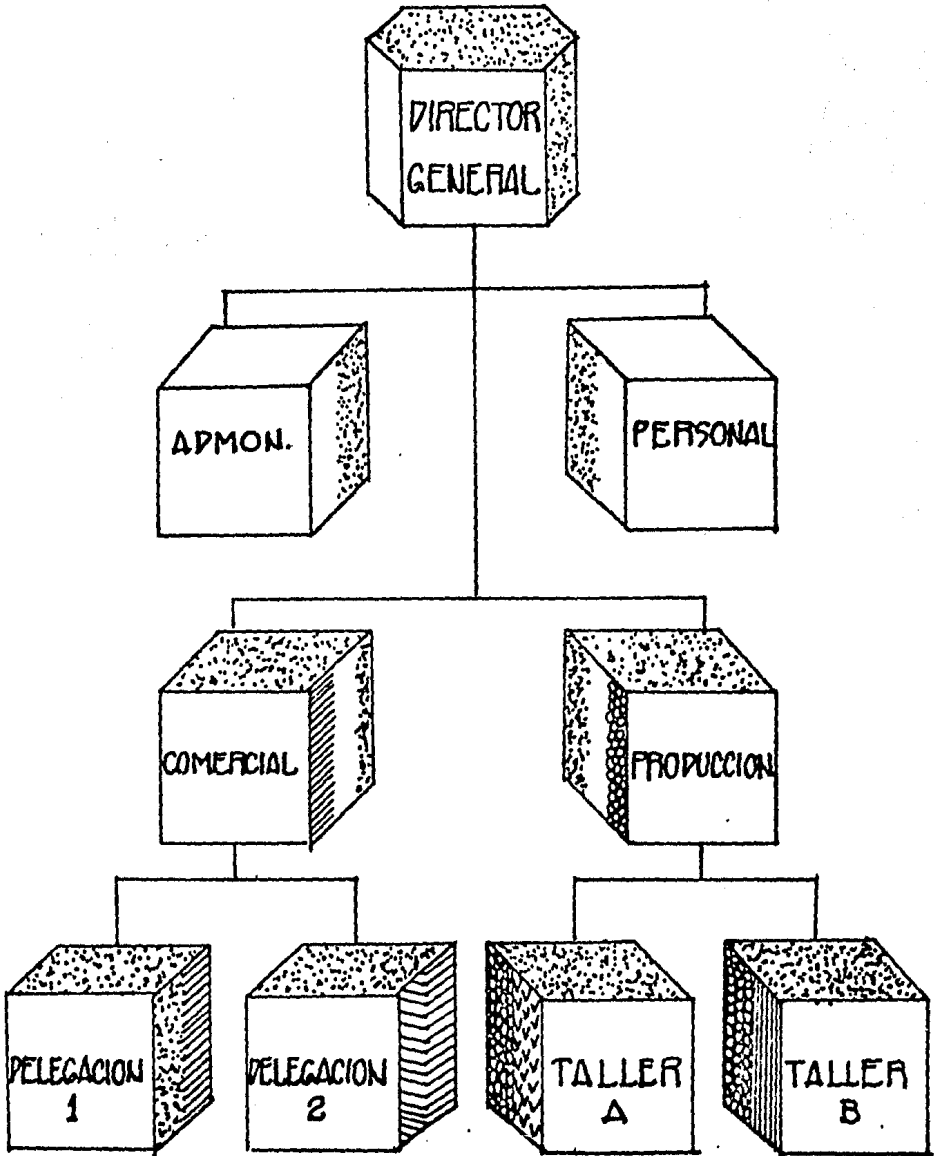 DIRECTOR
GENERAL
ADMON.
PERSONAL
COMERCIAL
PRODUCCION
DELEGACION
1
DELEGACION
2
TALLER
A
TALLER
B